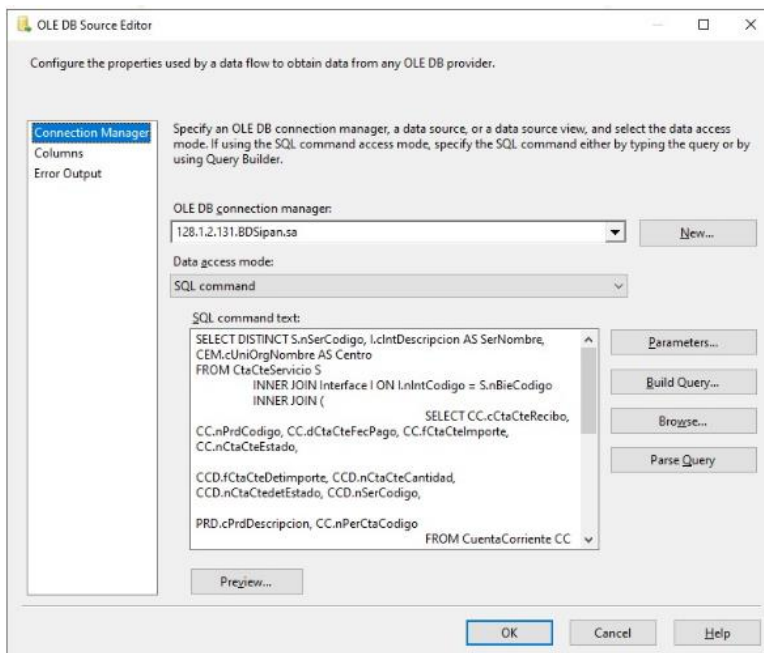 OLE DB Source Editor
Configure the properties used by a data flow to obtain data from any OLE DB provider.
Connection Manager
Columns
Error Output
Specify an OLE DB connection manager, a data source, or a data source view, and select the data access
mode. If using the SQL command access mode, specify the SQL command either by typing the query or by
using Query Builder.
OLE DB connection manager:
128.1.2.131.BDSipan.sa
New...
Data access mode:
SQL command
SQL command text:
SELECT DISTINCT S.nSerCodigo, I.cIntDescripcion AS SerNombre,
CEM.cUniOrgNombre AS Centro
FROM CtaCteServicio S
INNER JOIN Interface I ON I.nIntCodigo = S.nBieCodigo
INNER JOIN (
SELECT CC.cCtaCteRecibo,
CC.nPrdCodigo, CC.dCtaCteFecPago, CC.fCtaCteImporte,
CC.nCtaCteEstado,
CCD.fCtaCteDetimporte, CCD.nCtaCteCantidad,
CCD.nCtaCtedetEstado, CCD.nSerCodigo,
PRD.cPrdDescripcion, CC.nPerCtaCodigo
FROM CuentaCorriente CC
Parameters...
Build Query...
Browse...
Parse Query
Preview...
OK
Cancel
Help